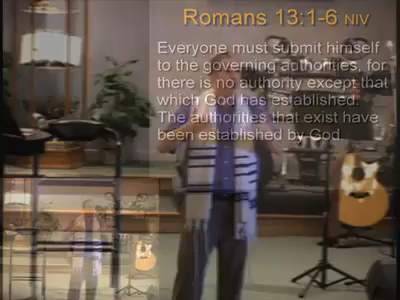 Romans 13:1-6 NIV
Everyone must submit himself
to the governing authorities, for
there is no authority except that
which God has established.
The authorities that exist have
been established by God.